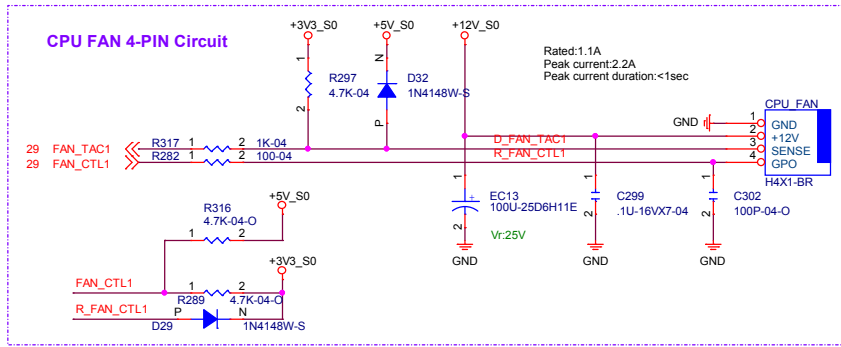 +3V3_S0
+5V_S0
+12V_S0
CPU FAN 4-PIN Circuit
Rated:1.1A
Peak current:2.2A
Peak current duration:<1sec
1
R297
4.7K-04
2
N
D32
1N4148W-S
P
CPU_FAN
GND
1
GND
2
+12V
3
SENSE
4
GPO
H4X1-BR
D_FAN_TAC1
R_FAN_CTL1
29 FAN_TAC1
R317
1
2
1K-04
29 FAN_CTL1
R282
1
2
100-04
1
EC13
100U-25D6H11E
2
Vr:25V
GND
1
C299
.1U-16VX7-04
2
GND
1
C302
100P-04-O
2
GND
R316
4.7K-04-O
1
2
+5V_S0
+3V3_S0
FAN_CTL1
1
2
R289
4.7K-04-O
R_FAN_CTL1
P
N
D29
1N4148W-S